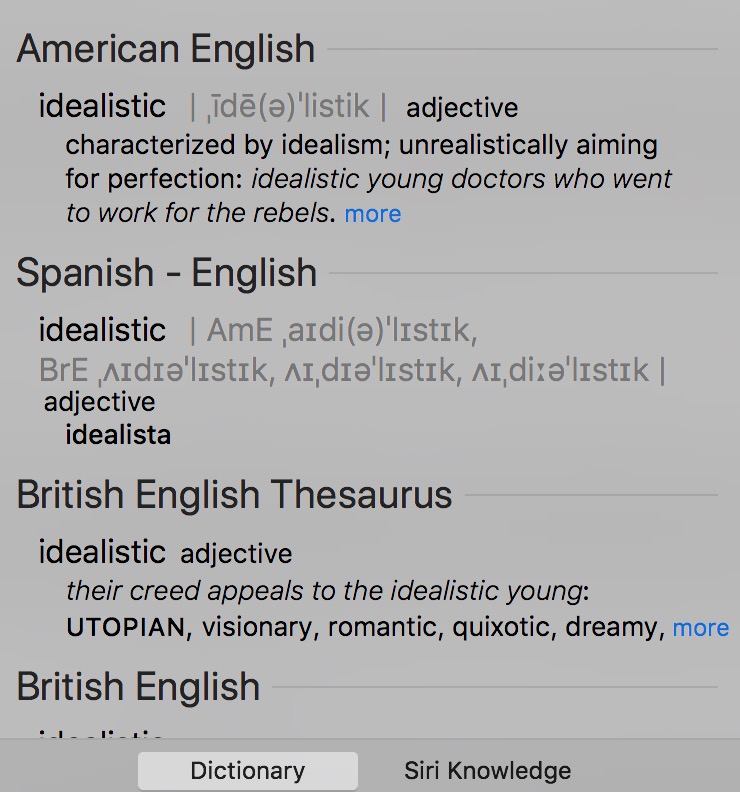 American English
idealistic | ˌīdē(ə)ˈlistik | adjective
characterized by idealism; unrealistically aiming
for perfection: idealistic young doctors who went
to work for the rebels. more
Spanish - English
idealistic | AmE ˌaɪdi(ə)ˈlɪstɪk,
BrE ˌʌɪdɪəˈlɪstɪk, ʌɪˌdɪəˈlɪstɪk, ʌɪˌdiːəˈlɪstɪk |
adjective
idealista
British English Thesaurus
idealistic adjective
their creed appeals to the idealistic young:
UTOPIAN, visionary, romantic, quixotic, dreamy, more
British English
idealistic
Dictionary Siri Knowledge